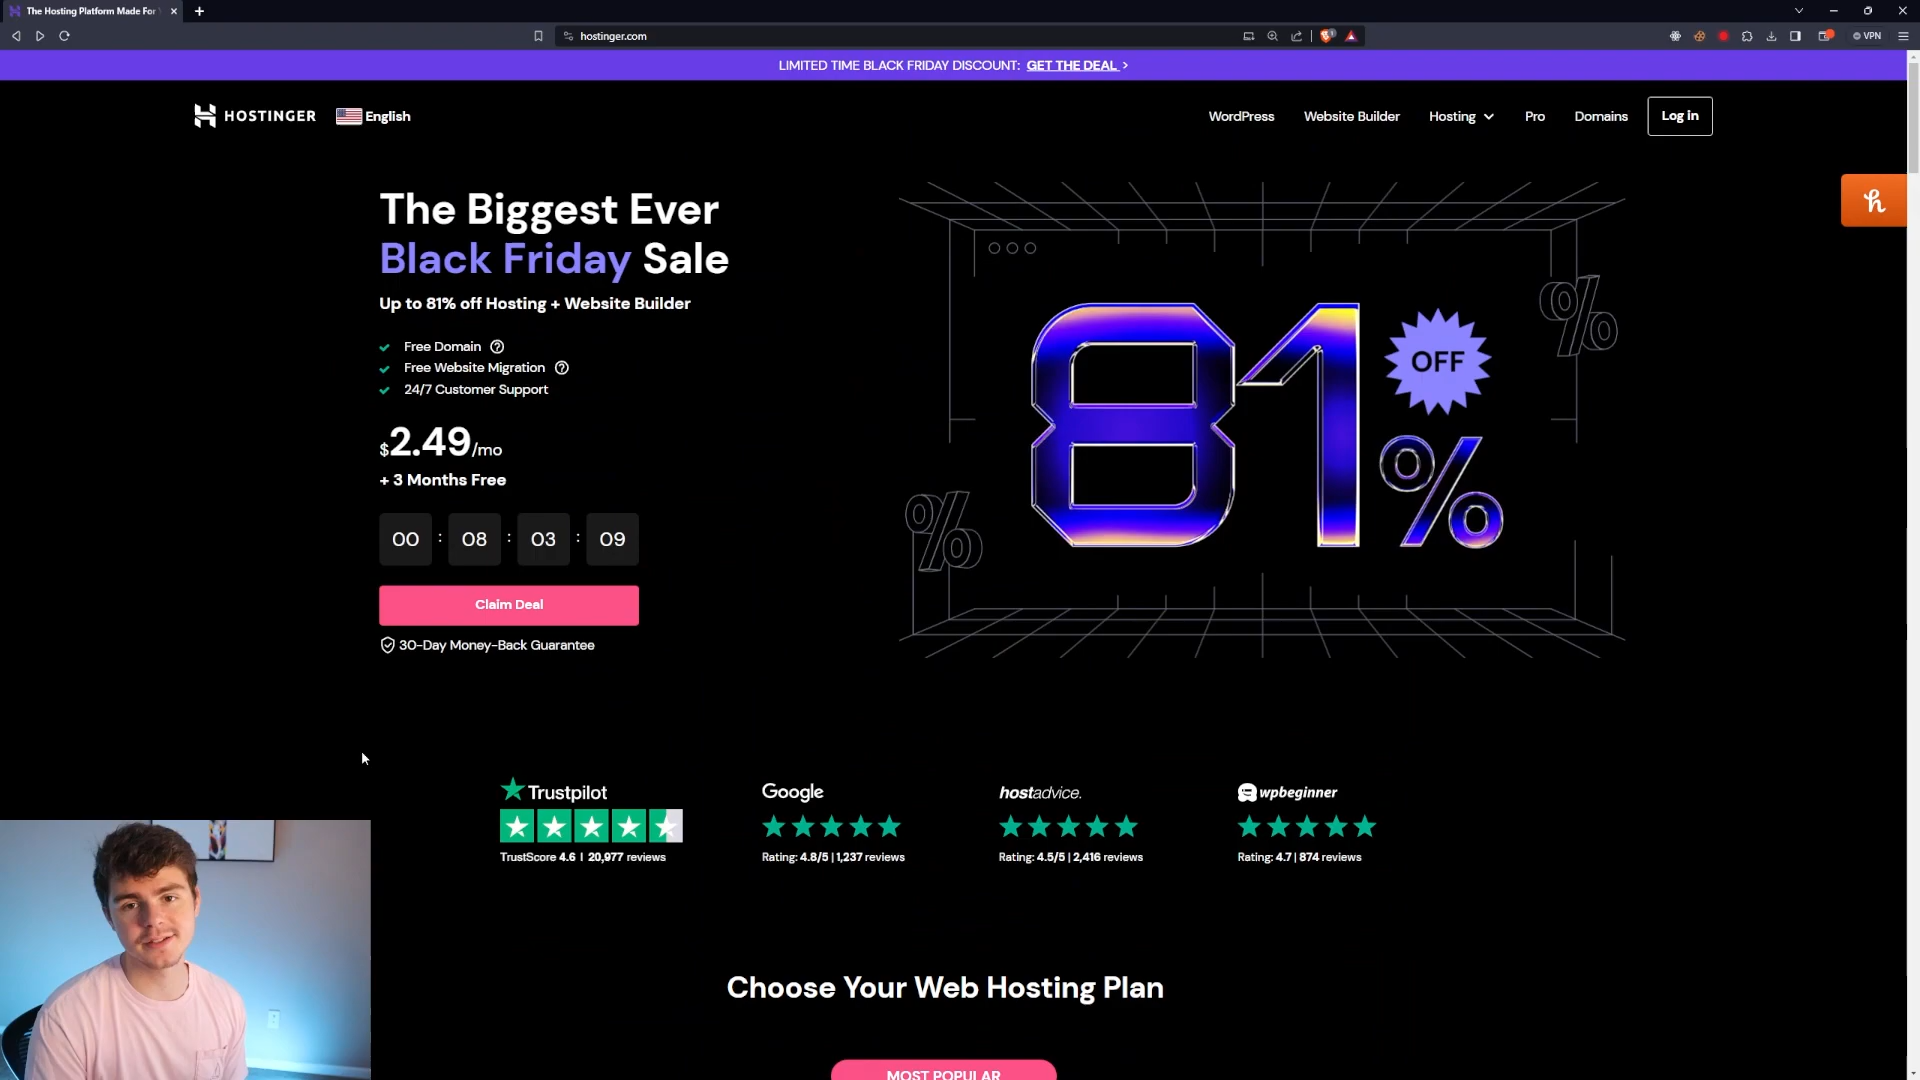 The Hosting Platform Made For
hostinger.com
VPN
LIMITED TIME BLACK FRIDAY DISCOUNT: GET THE DEAL >
HOSTINGER
English
WordPress
Website Builder
Hosting
Pro
Domains
Log in
The Biggest Ever
Black Friday Sale
Up to 81% off Hosting + Website Builder
Free Domain ?
Free Website Migration ?
24/7 Customer Support
$2.49/mo
+ 3 Months Free
00 : 08 : 03 : 09
Claim Deal
30-Day Money-Back Guarantee
81%
OFF
%
%
Trustpilot
TrustScore 4.6 | 20,977 reviews
Google
Rating: 4.8/5 | 1,237 reviews
hostadvice.
Rating: 4.5/5 | 2,416 reviews
wpbeginner
Rating: 4.7 | 874 reviews
Choose Your Web Hosting Plan
MOST POPULAR